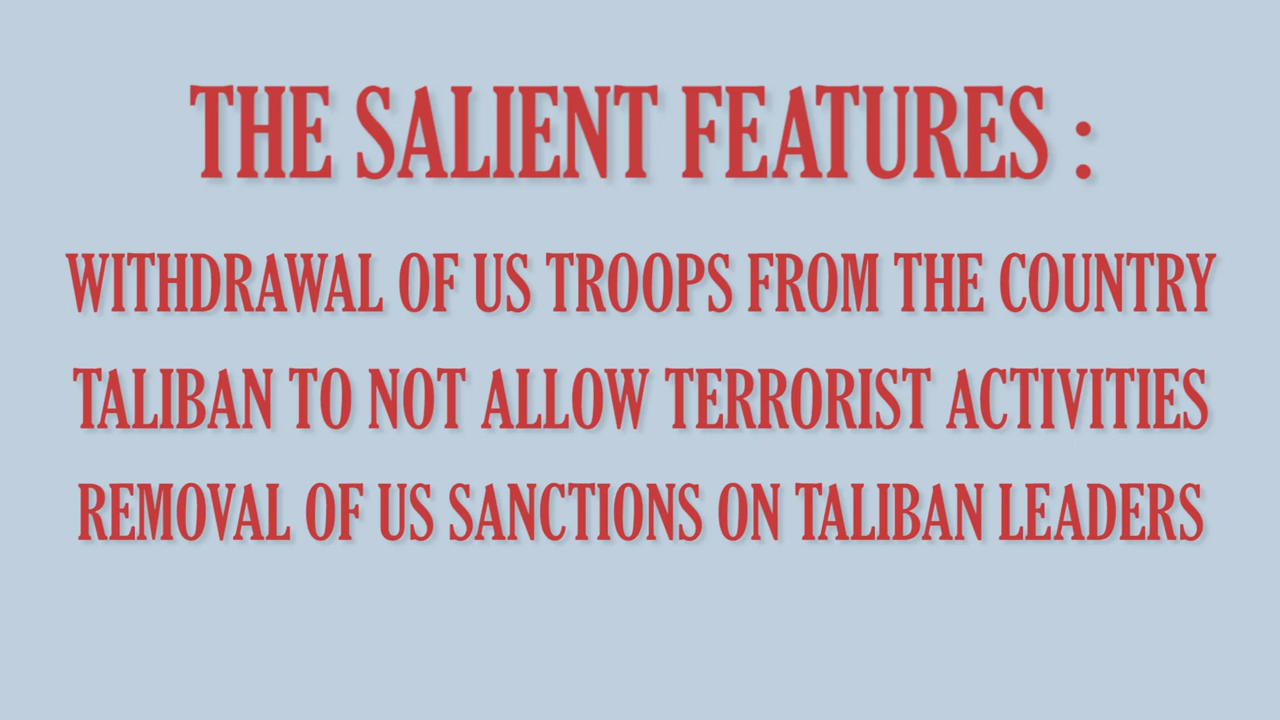 THE SALIENT FEATURES :
WITHDRAWAL OF US TROOPS FROM THE COUNTRY
TALIBAN TO NOT ALLOW TERRORIST ACTIVITIES
REMOVAL OF US SANCTIONS ON TALIBAN LEADERS